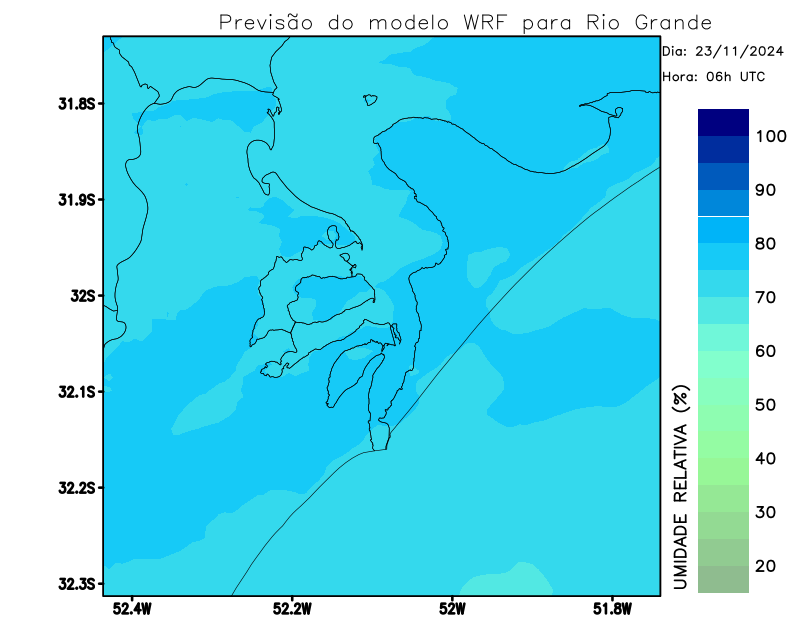 Previsão do modelo WRF para Rio Grande
Dia: 23/11/2024
Hora: 06h UTC
31.8S
31.9S
32S
32.1S
32.2S
32.3S
52.4W
52.2W
52W
51.8W
100
90
80
70
60
50
40
30
20
UMIDADE RELATIVA (%)